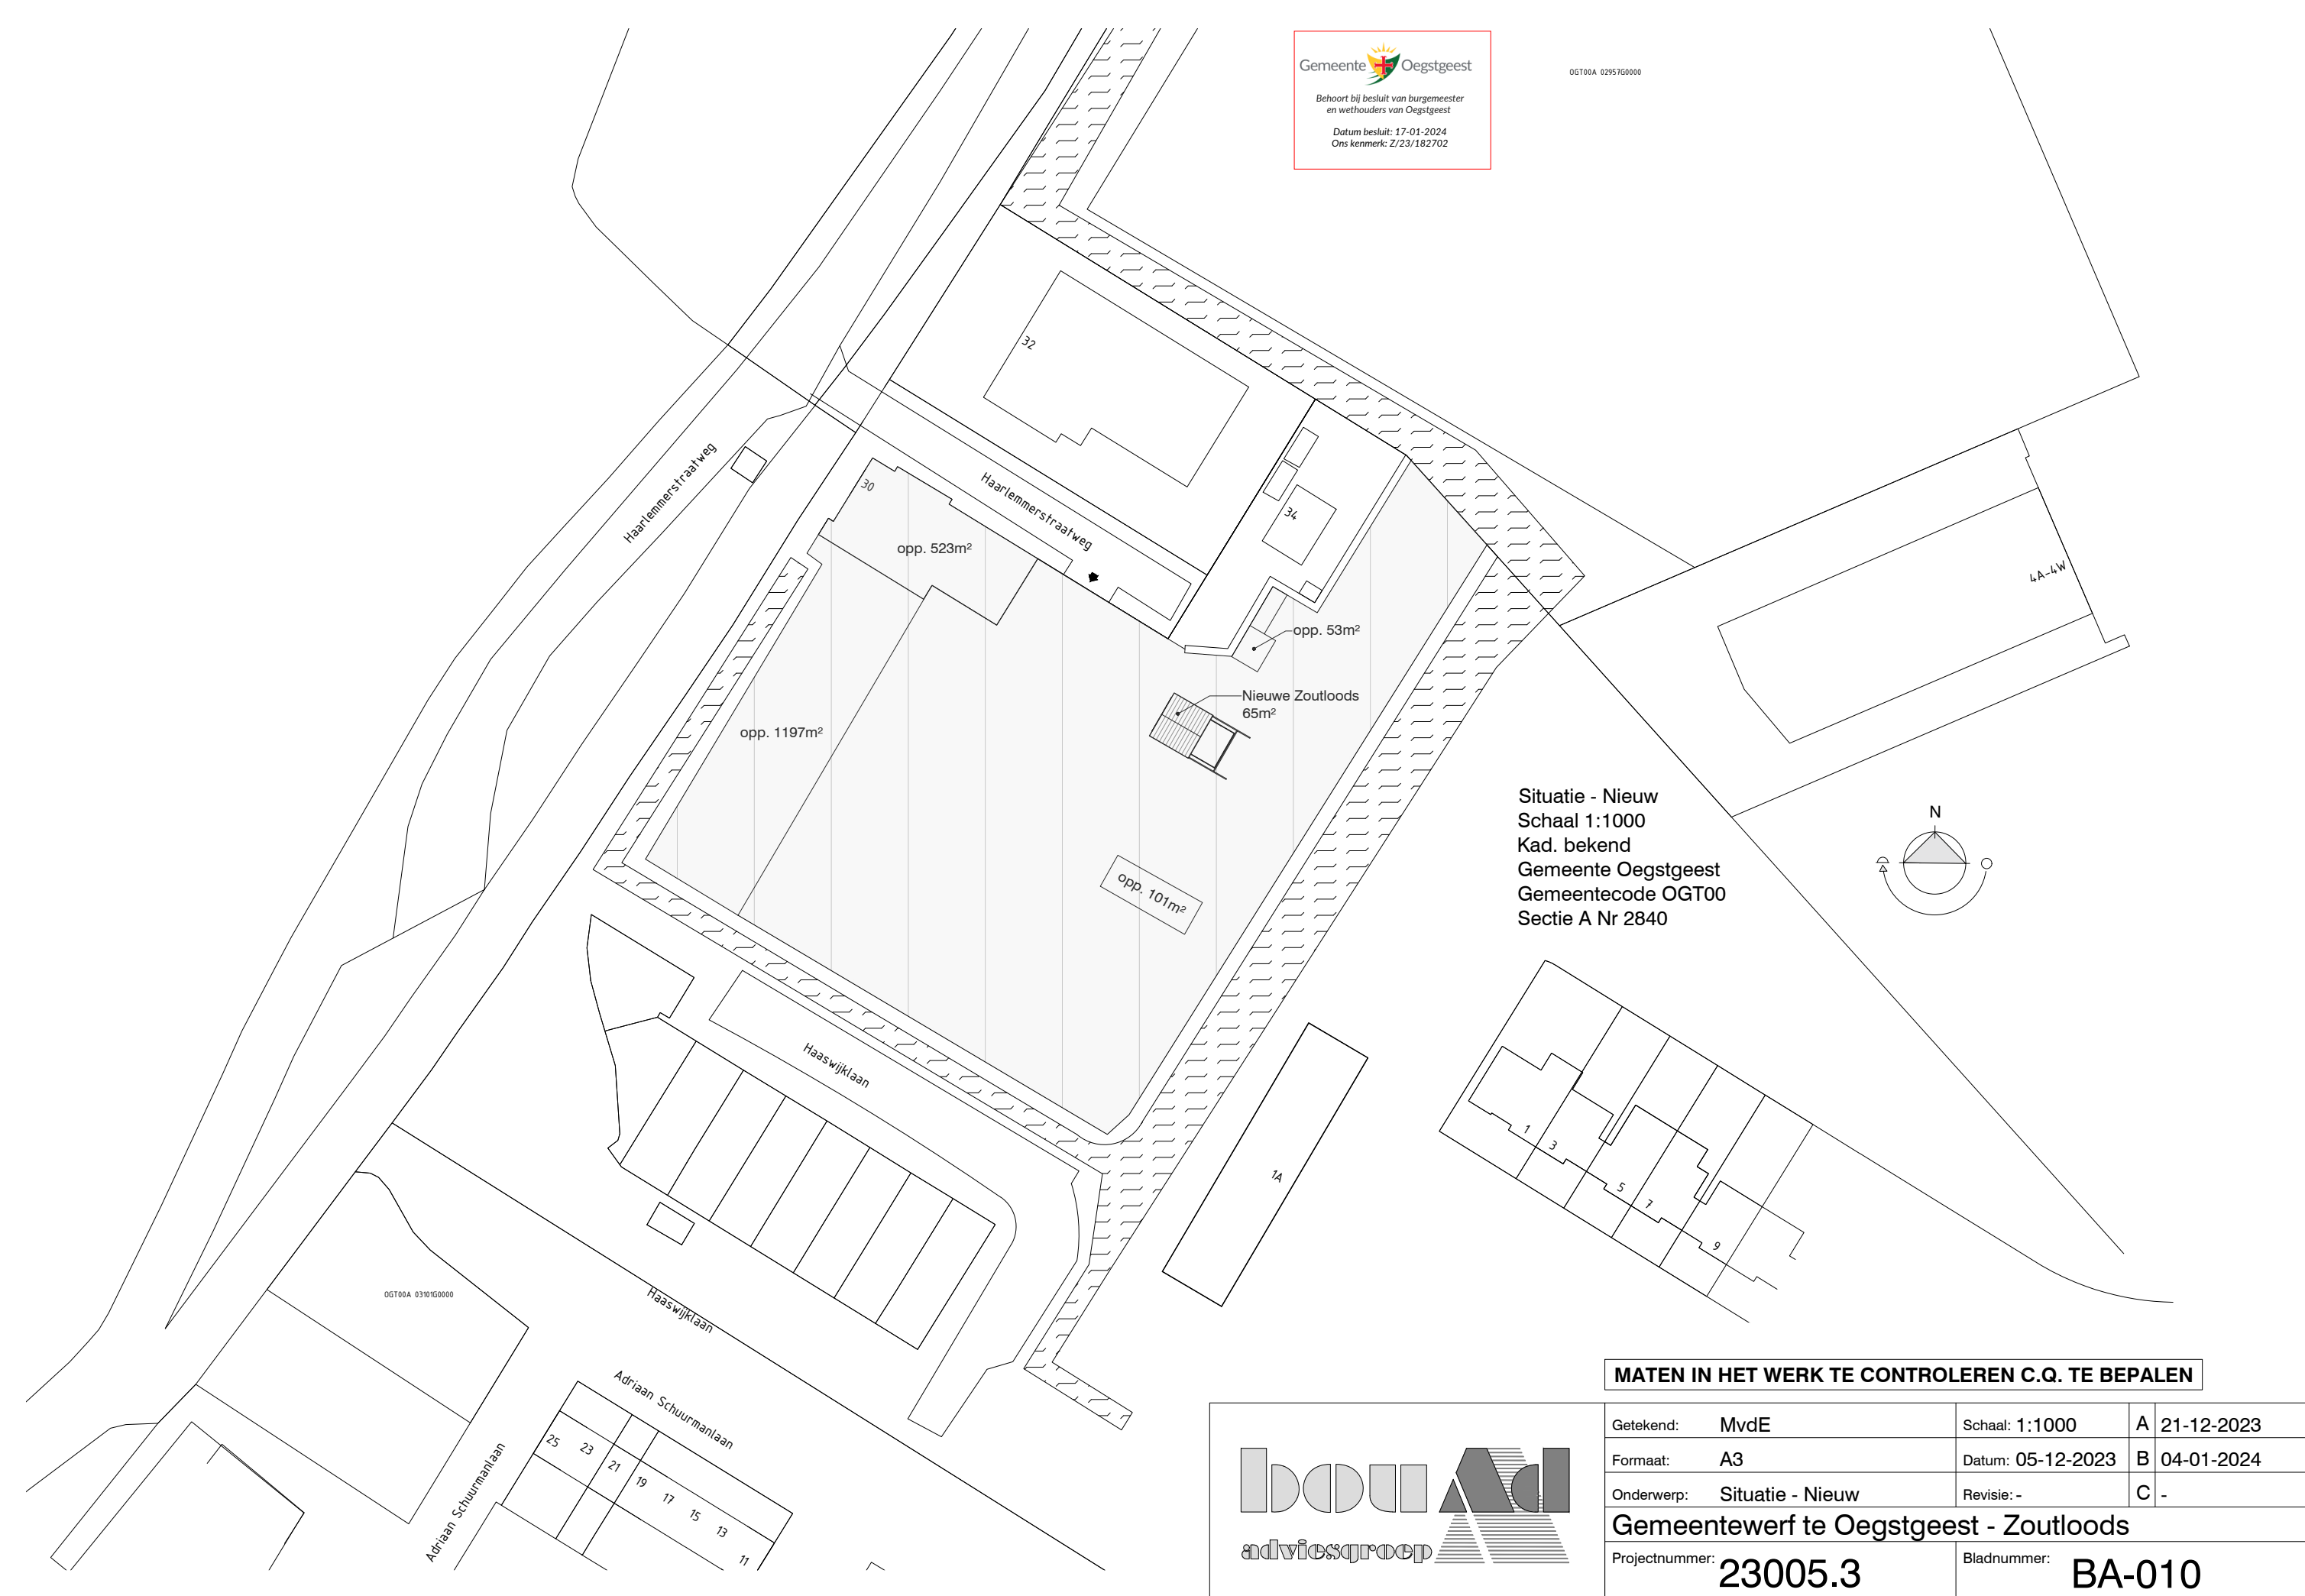 Gemeente Oegstgeest
Behoort bij besluit van burgemeester
en wethouders van Oegstgeest
Datum besluit: 17-01-2024
Ons kenmerk: Z/23/182702
OGT00A 02957G0000
32
Haarlemmerstraatweg
30
Haarlemmerstraatweg
34
opp. 523m²
4A-4W
opp. 53m²
Nieuwe Zoutloods
65m²
opp. 1197m²
opp. 101m²
Situatie - Nieuw
Schaal 1:1000
Kad. bekend
Gemeente Oegstgeest
Gemeentecode OGT00
Sectie A Nr 2840
N
Haaswijklaan
1A
1
3
5
7
9
OGT00A 03101G0000
Haaswijklaan
Adriaan Schuurmanlaan
Adriaan Schuurmanlaan
25
23
21
19
17
15
13
11
MATEN IN HET WERK TE CONTROLEREN C.Q. TE BEPALEN
bouwAd
adviesgroep
Getekend: MvdE Schaal: 1:1000 A 21-12-2023
Formaat: A3 Datum: 05-12-2023 B 04-01-2024
Onderwerp: Situatie - Nieuw Revisie: - C -
Gemeentewerf te Oegstgeest - Zoutloods
Projectnummer: 23005.3 Bladnummer: BA-010